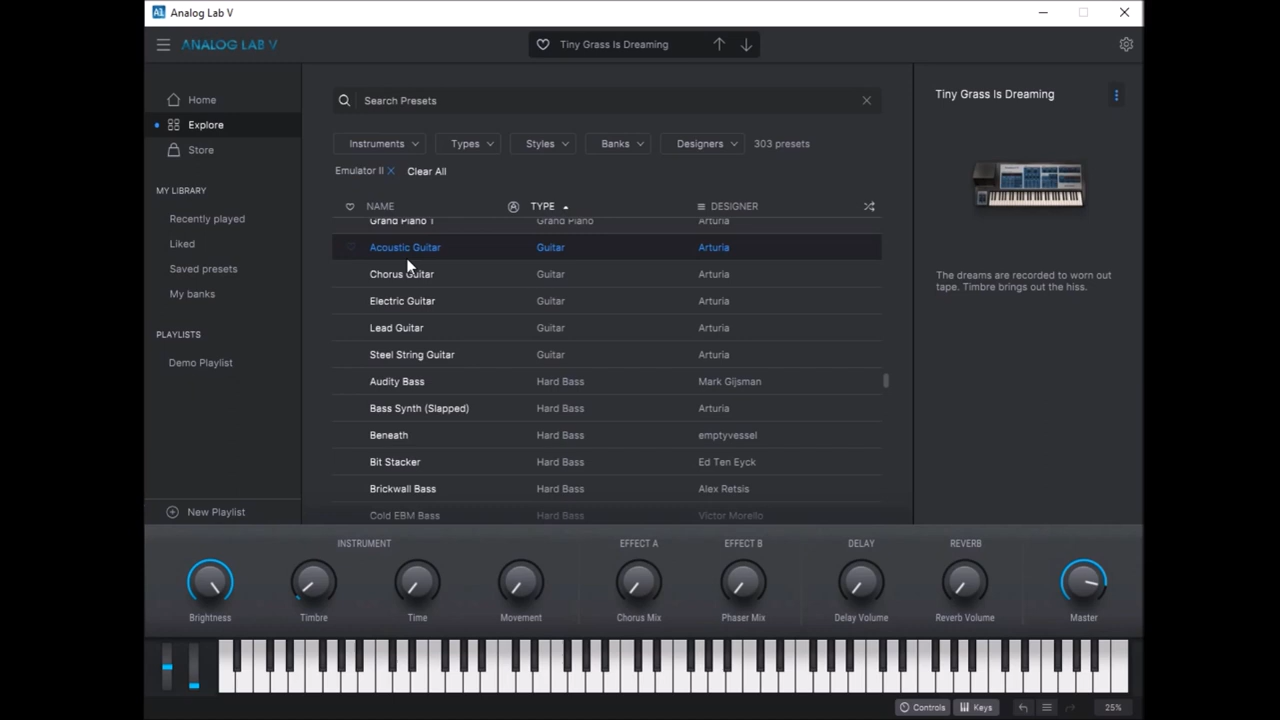 Analog Lab V
ANALOG LAB V
Tiny Grass Is Dreaming
Home
Explore
Store
MY LIBRARY
Recently played
Liked
Saved presets
My banks
PLAYLISTS
Demo Playlist
New Playlist
Search Presets
Instruments Types Styles Banks Designers 303 presets
Emulator II Clear All
NAME TYPE DESIGNER
Grand Piano 1 Grand Piano Arturia
Acoustic Guitar Guitar Arturia
Chorus Guitar Guitar Arturia
Electric Guitar Guitar Arturia
Lead Guitar Guitar Arturia
Steel String Guitar Guitar Arturia
Audity Bass Hard Bass Mark Gijsman
Bass Synth (Slapped) Hard Bass Arturia
Beneath Hard Bass emptyvessel
Bit Stacker Hard Bass Ed Ten Eyck
Brickwall Bass Hard Bass Alex Retsis
Cold EBM Bass Hard Bass Victor Morello
Tiny Grass Is Dreaming
The dreams are recorded to worn out
tape. Timbre brings out the hiss.
INSTRUMENT EFFECT A EFFECT B DELAY REVERB
Brightness Timbre Time Movement Chorus Mix Phaser Mix Delay Volume Reverb Volume Master
Controls Keys 25%